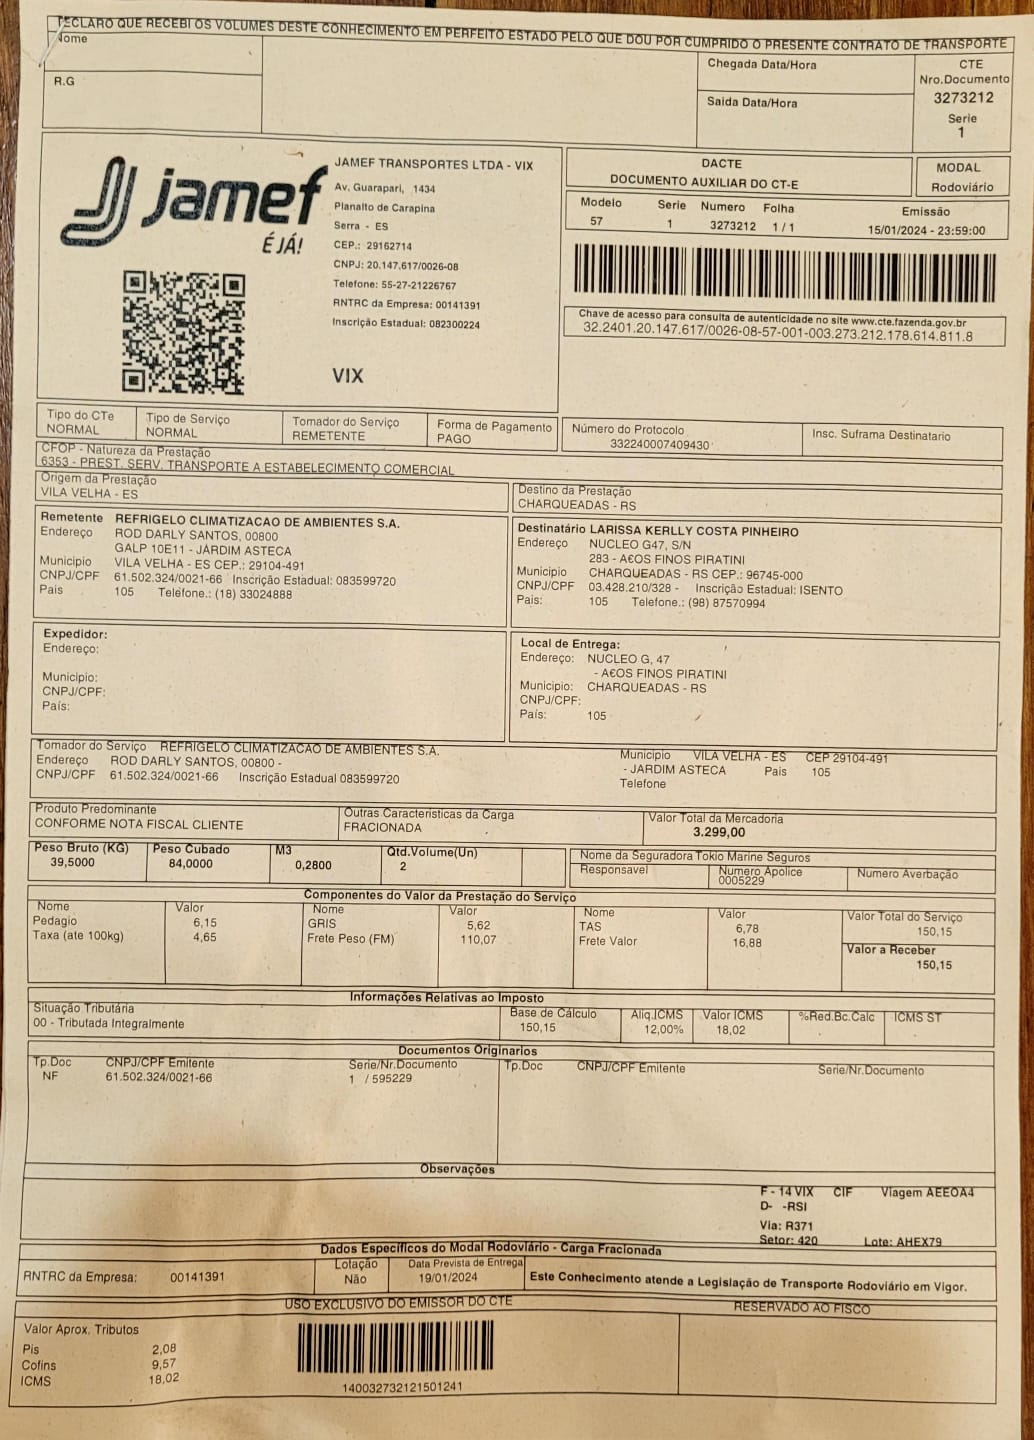 DECLARO QUE RECEBI OS VOLUMES DESTE CONHECIMENTO EM PERFEITO ESTADO PELO QUE DOU POR CUMPRIDO O PRESENTE CONTRATO DE TRANSPORTE
Nome
R.G
Chegada Data/Hora
Saida Data/Hora
CTE
Nro.Documento
3273212
Serie
1
jamef
É JÁ!
JAMEF TRANSPORTES LTDA - VIX
Av. Guarapari, 1434
Planalto de Carapina
Serra - ES
CEP.: 29162714
CNPJ: 20.147.617/0026-08
Telefone: 55-27-21226767
RNTRC da Empresa: 00141391
Inscrição Estadual: 082300224
VIX
DACTE
DOCUMENTO AUXILIAR DO CT-E
MODAL
Rodoviário
Modelo Serie Numero Folha Emissão
57 1 3273212 1 / 1 15/01/2024 - 23:59:00
Chave de acesso para consulta de autenticidade no site www.cte.fazenda.gov.br
32.2401.20.147.617/0026-08-57-001-003.273.212.178.614.811.8
Tipo do CTe
NORMAL
Tipo de Serviço
NORMAL
Tomador do Serviço
REMETENTE
Forma de Pagamento
PAGO
Número do Protocolo
332240007409430
Insc. Suframa Destinatario
CFOP - Natureza da Prestação
6353 - PREST. SERV. TRANSPORTE A ESTABELECIMENTO COMERCIAL
Origem da Prestação
VILA VELHA - ES
Destino da Prestação
CHARQUEADAS - RS
Remetente REFRIGELO CLIMATIZACAO DE AMBIENTES S.A.
Endereço ROD DARLY SANTOS, 00800
GALP 10E11 - JARDIM ASTECA
Municipio VILA VELHA - ES CEP.: 29104-491
CNPJ/CPF 61.502.324/0021-66 Inscrição Estadual: 083599720
Pais 105 Telefone.: (18) 33024888
Destinatário LARISSA KERLLY COSTA PINHEIRO
Endereço NUCLEO G47, S/N
283 - A€OS FINOS PIRATINI
Municipio CHARQUEADAS - RS CEP.: 96745-000
CNPJ/CPF 03.428.210/328 - Inscrição Estadual: ISENTO
Pais: 105 Telefone.: (98) 87570994
Expedidor:
Endereço:
Municipio:
CNPJ/CPF:
País:
Local de Entrega:
Endereço: NUCLEO G, 47
- A€OS FINOS PIRATINI
Municipio: CHARQUEADAS - RS
CNPJ/CPF:
País: 105
Tomador do Serviço REFRIGELO CLIMATIZACAO DE AMBIENTES S.A.
Endereço ROD DARLY SANTOS, 00800 -
CNPJ/CPF 61.502.324/0021-66 Inscrição Estadual 083599720
Municipio VILA VELHA - ES CEP 29104-491
- JARDIM ASTECA Pais 105
Telefone
Produto Predominante
CONFORME NOTA FISCAL CLIENTE
Outras Caracteristicas da Carga
FRACIONADA
Valor Total da Mercadoria
3.299,00
Peso Bruto (KG)
39,5000
Peso Cubado
84,0000
M3
0,2800
Qtd.Volume(Un)
2
Nome da Seguradora Tokio Marine Seguros
Responsavel
Numero Apolice
0005229
Numero Averbação
Componentes do Valor da Prestação do Serviço
Nome Valor Nome Valor Nome Valor
Pedagio 6,15 GRIS 5,62 TAS 6,78
Taxa (ate 100kg) 4,65 Frete Peso (FM) 110,07 Frete Valor 16,88
Valor Total do Serviço
150,15
Valor a Receber
150,15
Informações Relativas ao Imposto
Situação Tributária
00 - Tributada Integralmente
Base de Cálculo
150,15
Aliq.ICMS
12,00%
Valor ICMS
18,02
%Red.Bc.Calc
ICMS ST
Documentos Originarios
Tp.Doc CNPJ/CPF Emitente Serie/Nr.Documento Tp.Doc CNPJ/CPF Emitente Serie/Nr.Documento
NF 61.502.324/0021-66 1 / 595229
Observações
F - 14 VIX CIF Viagem AEEOA4
D- -RSI
Via: R371
Setor: 420 Lote: AHEX79
Dados Específicos do Modal Rodoviário - Carga Fracionada
RNTRC da Empresa: 00141391
Lotação
Não
Data Prevista de Entrega
19/01/2024
Este Conhecimento atende a Legislação de Transporte Rodoviário em Vigor.
USO EXCLUSIVO DO EMISSOR DO CTE
RESERVADO AO FISCO
Valor Aprox. Tributos
Pis 2,08
Cofins 9,57
ICMS 18,02
140032732121501241